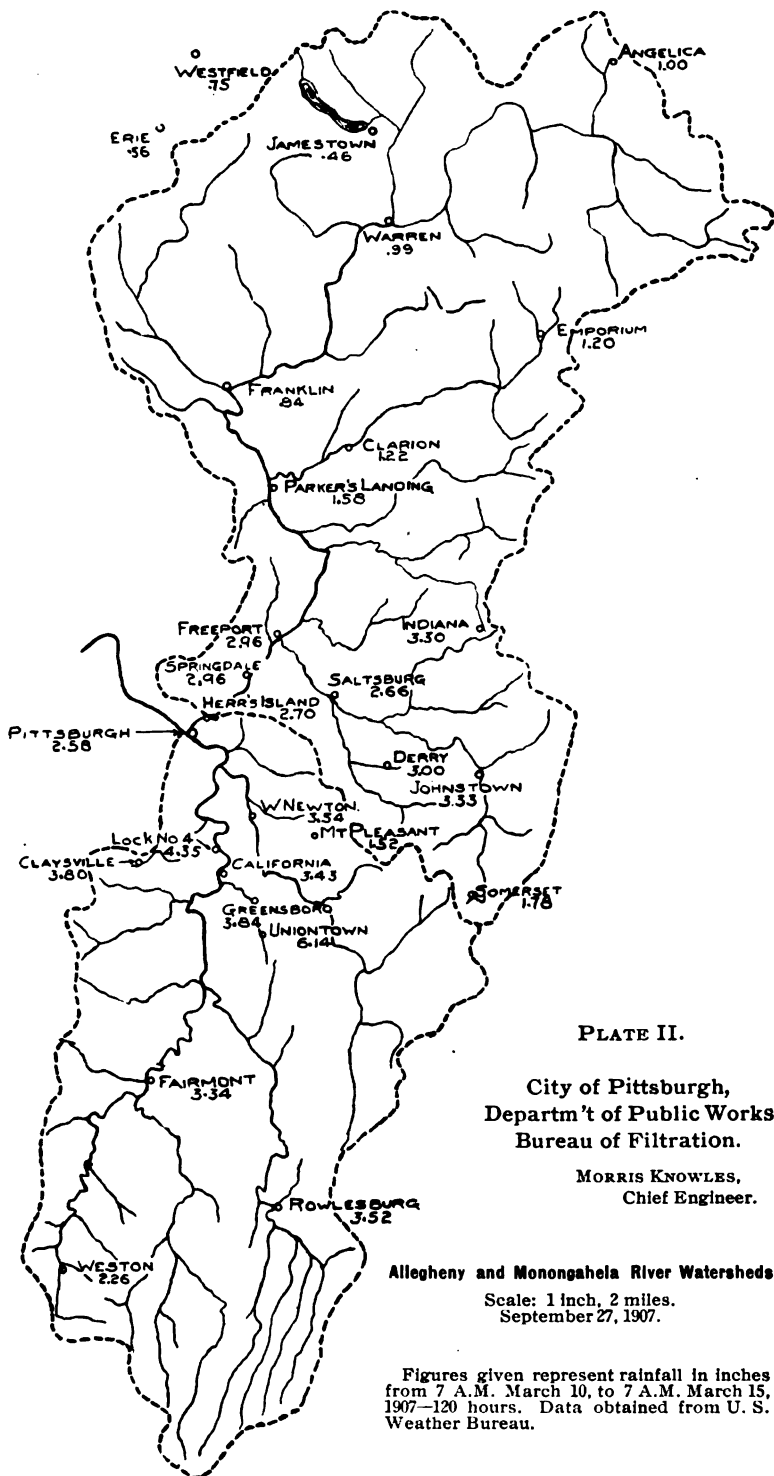 WESTFIELD
.75
ANGELICA
1.00
ERIE
.56
JAMESTOWN
.46
WARREN
.99
EMPORIUM
1.20
FRANKLIN
.84
CLARION
1.22
PARKER'S LANDING
1.58
FREEPORT
2.96
INDIANA
3.30
SPRINGDALE
2.96
SALTSBURG
2.66
HERR'S ISLAND
2.70
PITTSBURGH
2.58
DERRY
3.00
JOHNSTOWN
3.33
W NEWTON.
3.54
MT PLEASANT
1.52
LOCK NO 4
4.35
CLAYSVILLE
3.80
CALIFORNIA
3.43
GREENSBORO
3.84
SOMERSET
1.78
UNIONTOWN
6.14
PLATE II.
City of Pittsburgh,
Departm't of Public Works
Bureau of Filtration.
MORRIS KNOWLES,
Chief Engineer.
FAIRMONT
3.34
ROWLESBURG
3.52
WESTON
2.26
Allegheny and Monongahela River Watersheds
Scale: 1 inch, 2 miles.
September 27, 1907.
Figures given represent rainfall in inches
from 7 A.M. March 10, to 7 A.M. March 15,
1907—120 hours. Data obtained from U. S.
Weather Bureau.